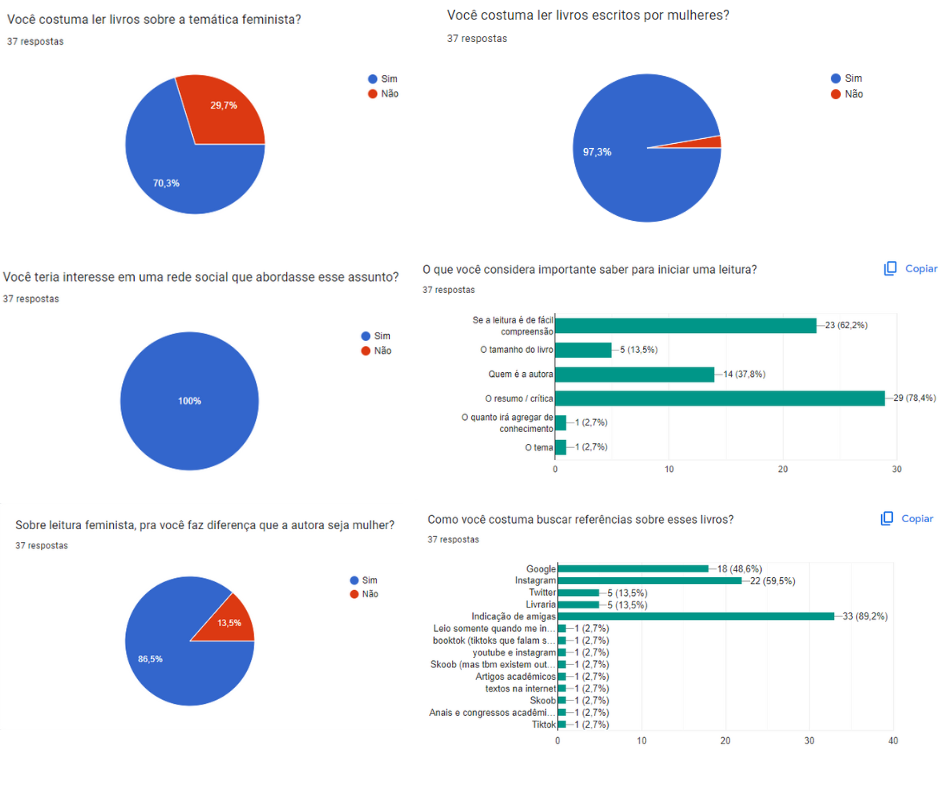 Você costuma ler livros sobre a temática feminista?
37 respostas
Sim
Não
29,7%
70,3%
Você costuma ler livros escritos por mulheres?
37 respostas
Sim
Não
97,3%
Você teria interesse em uma rede social que abordasse esse assunto?
37 respostas
Sim
Não
100%
O que você considera importante saber para iniciar uma leitura?
Copiar
37 respostas
Se a leitura é de fácil
compreensão
23 (62,2%)
O tamanho do livro
5 (13,5%)
Quem é a autora
14 (37,8%)
O resumo / crítica
29 (78,4%)
O quanto irá agregar de
conhecimento
1 (2,7%)
O tema
1 (2,7%)
0 10 20 30
Sobre leitura feminista, pra você faz diferença que a autora seja mulher?
37 respostas
Sim
Não
13,5%
86,5%
Como você costuma buscar referências sobre esses livros?
Copiar
37 respostas
Google 18 (48,6%)
Instagram 22 (59,5%)
Twitter 5 (13,5%)
Livraria 5 (13,5%)
Indicação de amigas 33 (89,2%)
Leio somente quando me in... 1 (2,7%)
booktok (tiktoks que falam s... 1 (2,7%)
youtube e instagram 1 (2,7%)
Skoob (mas tbm existem out... 1 (2,7%)
Artigos acadêmicos 1 (2,7%)
textos na internet 1 (2,7%)
Skoob 1 (2,7%)
Anais e congressos acadêmi... 1 (2,7%)
Tiktok 1 (2,7%)
0 10 20 30 40